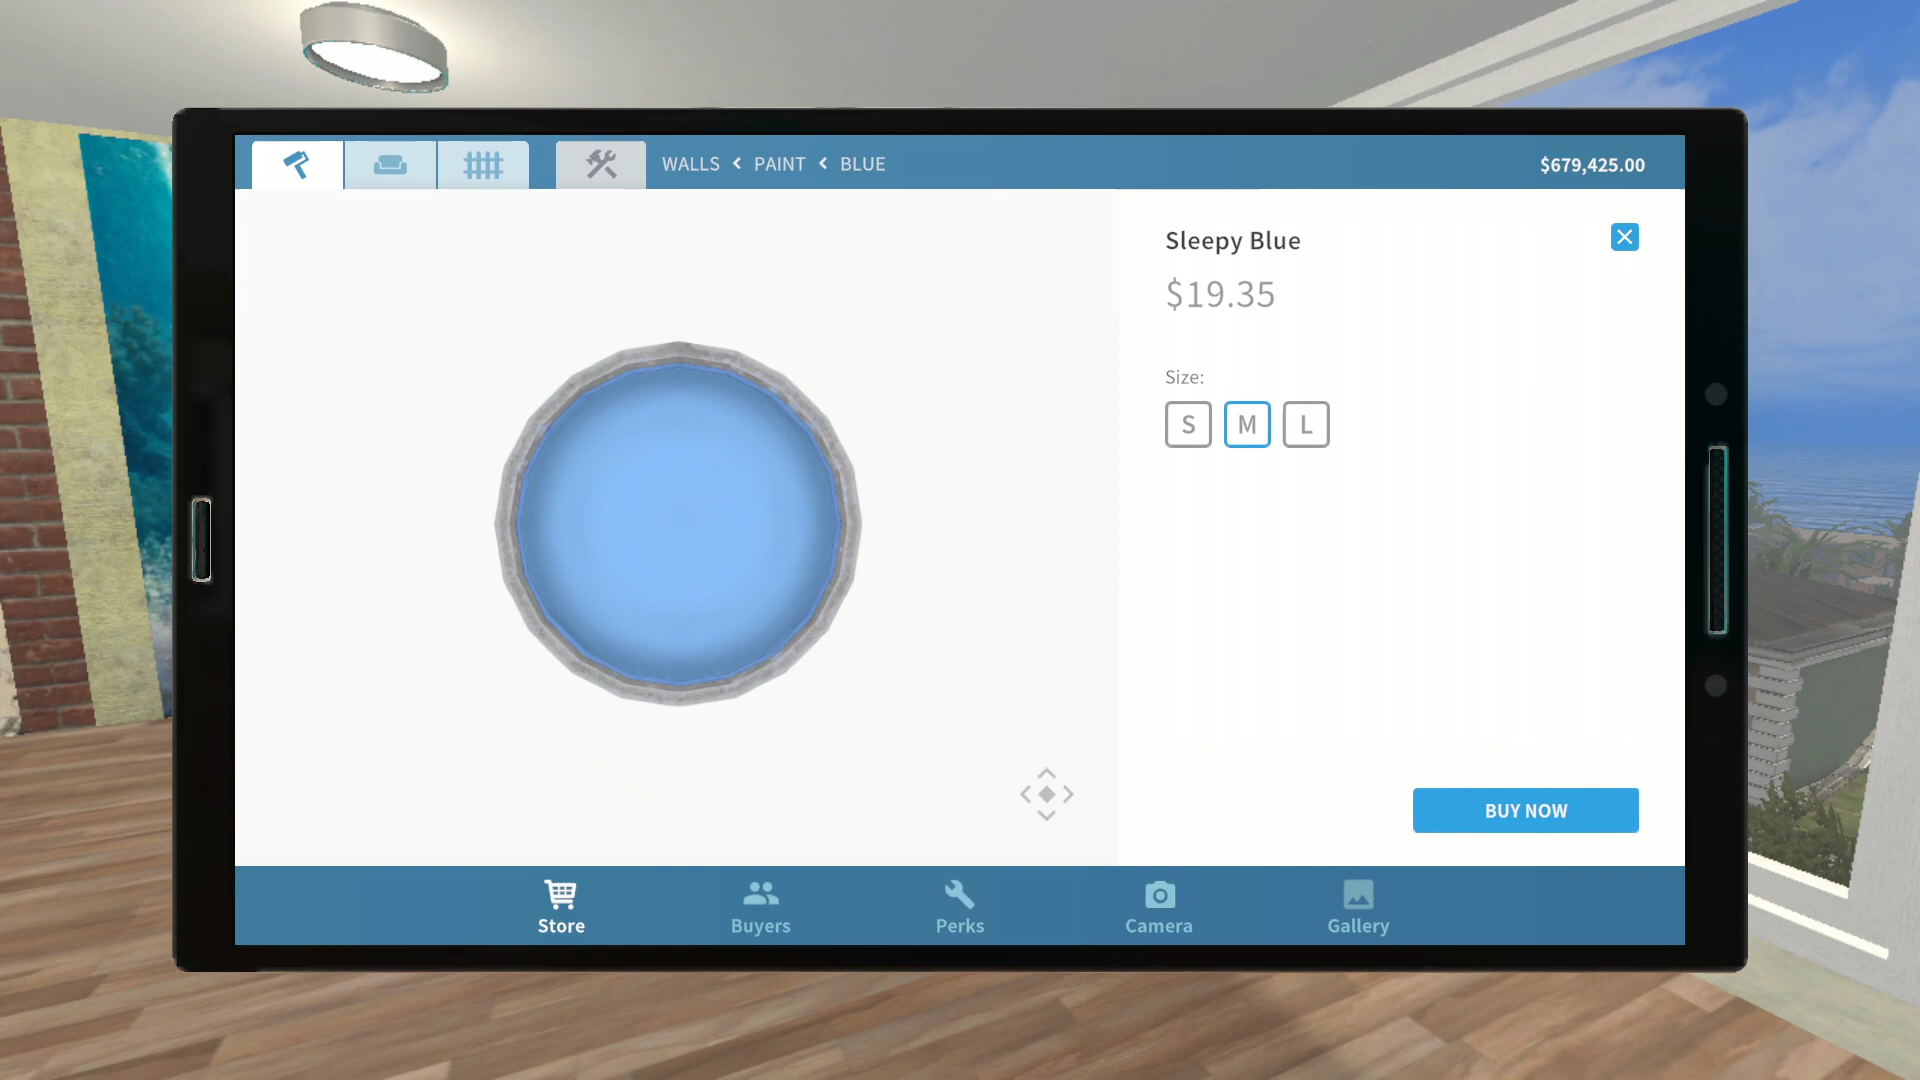 WALLS < PAINT < BLUE
$679,425.00
Sleepy Blue
$19.35
Size:
S M L
BUY NOW
Store Buyers Perks Camera Gallery